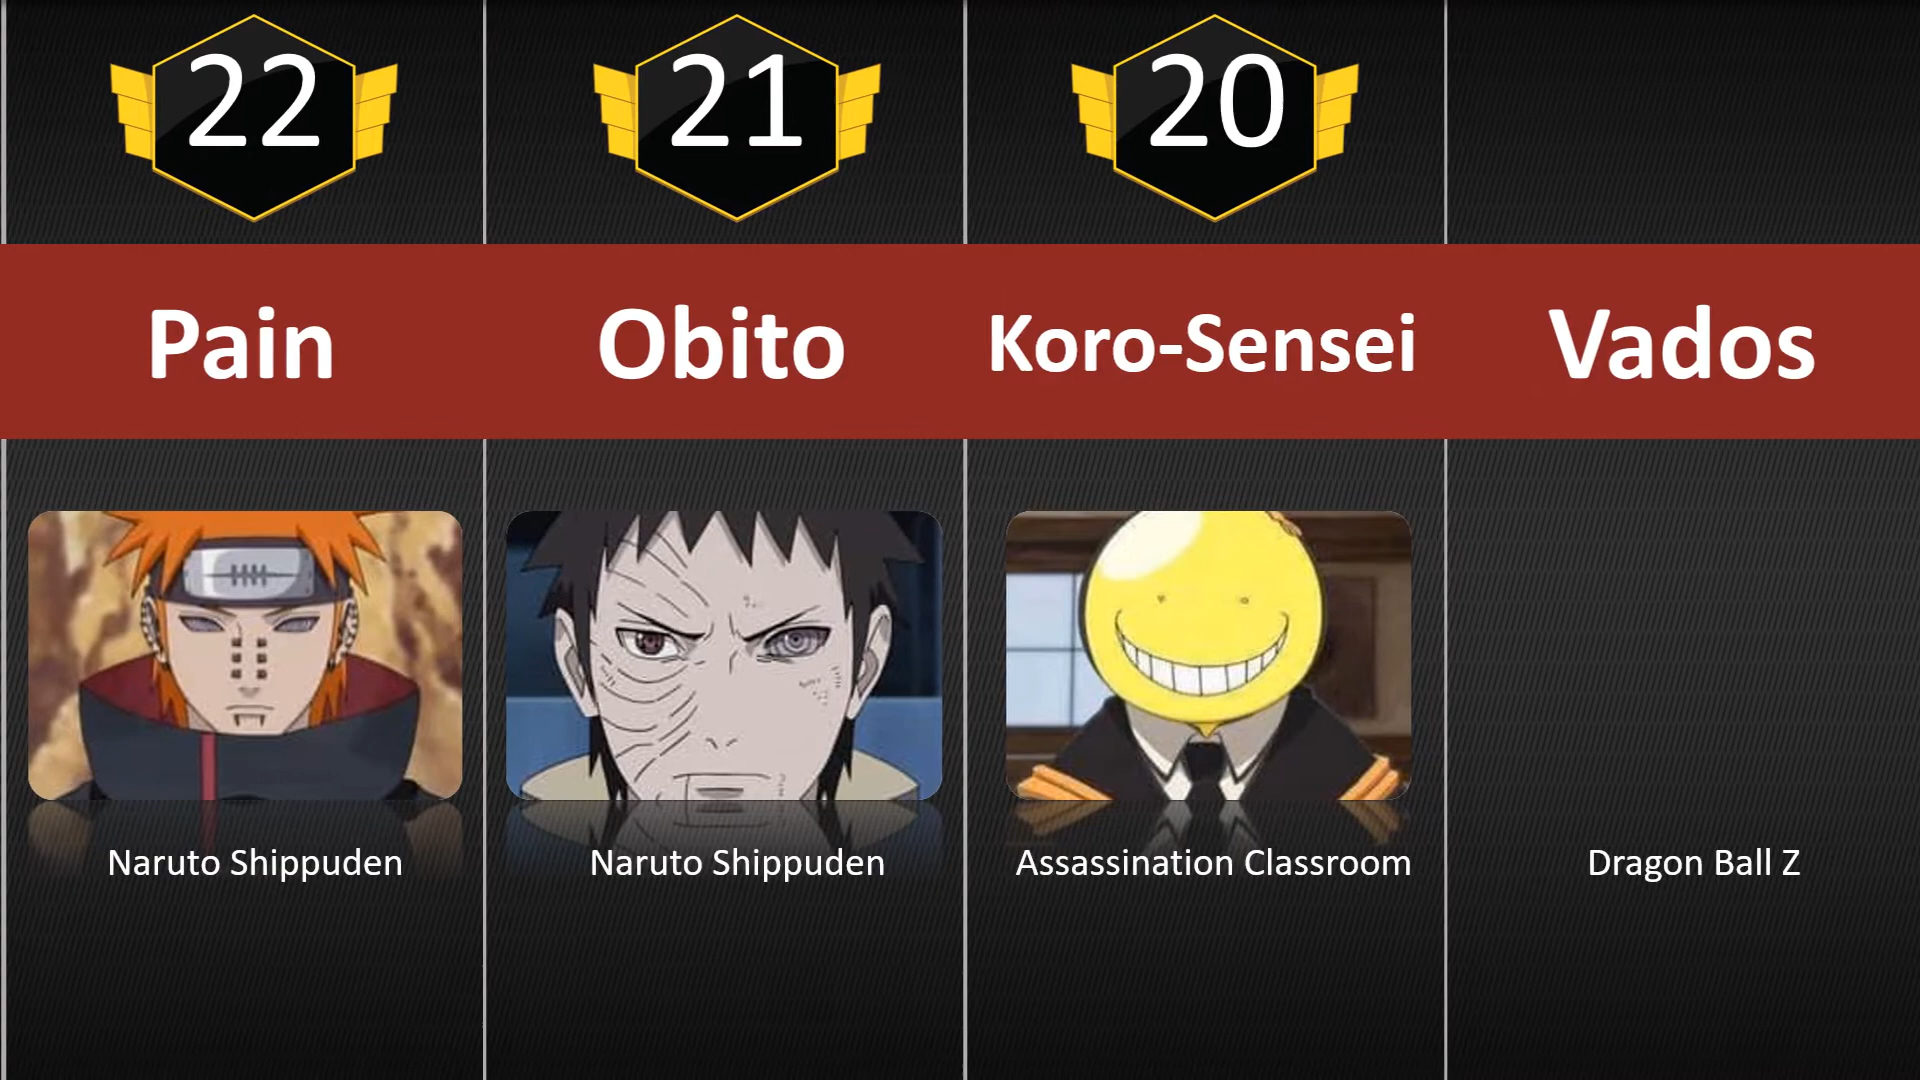 22
21
20
Pain
Obito
Koro-Sensei
Vados
Naruto Shippuden
Naruto Shippuden
Assassination Classroom
Dragon Ball Z